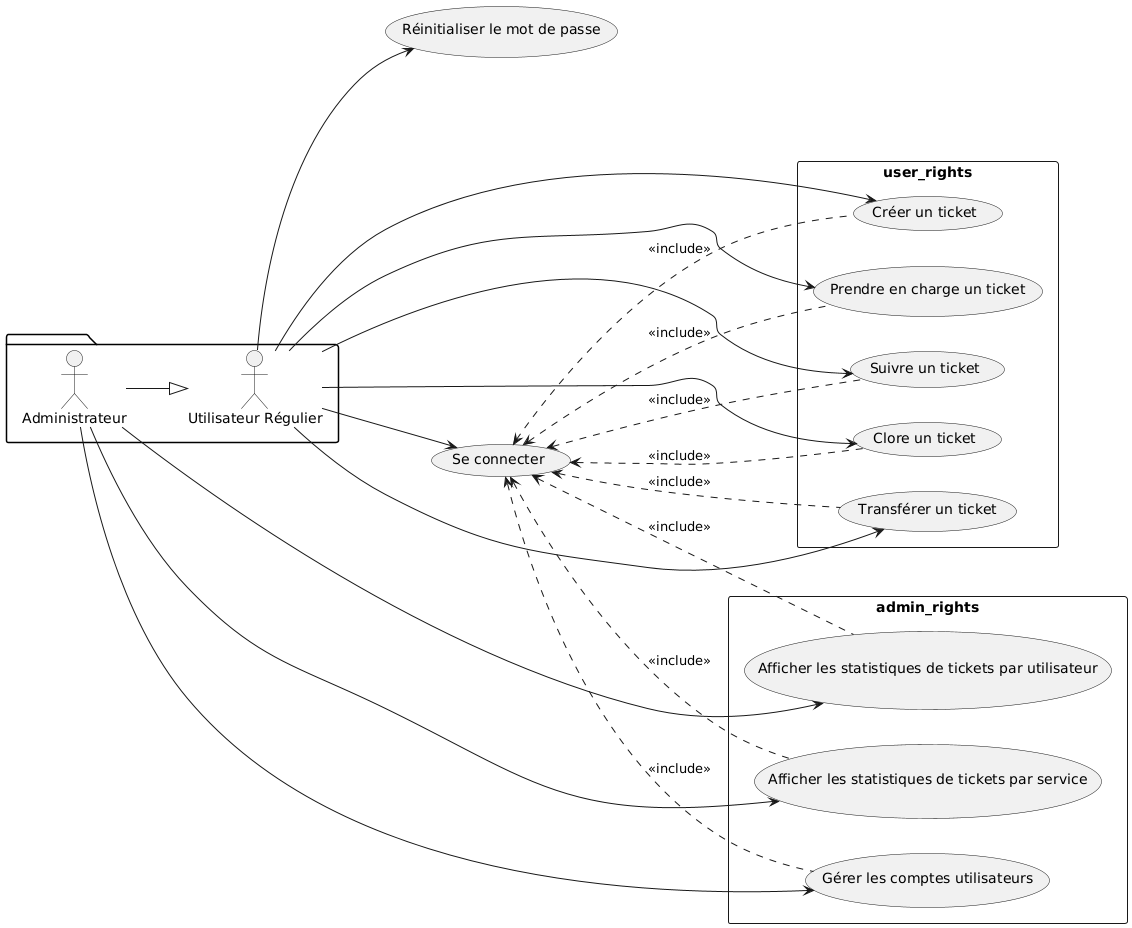 Réinitialiser le mot de passe
user_rights
Créer un ticket
«include»
Prendre en charge un ticket
«include»
Suivre un ticket
«include»
Administrateur
Utilisateur Régulier
Clore un ticket
«include»
Se connecter
«include»
Transférer un ticket
«include»
admin_rights
Afficher les statistiques de tickets par utilisateur
«include»
Afficher les statistiques de tickets par service
«include»
Gérer les comptes utilisateurs